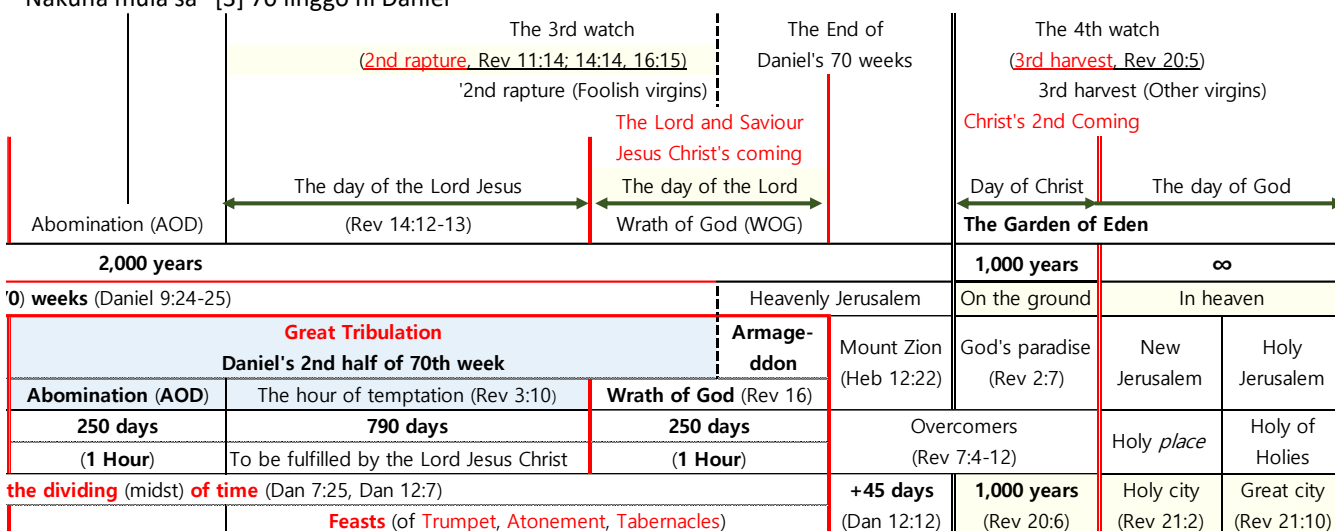 Nakuha mula sa [3] 70 linggo ni Daniel
The 3rd watch
The End of
The 4th watch
(2nd rapture, Rev 11:14; 14:14, 16:15)
Daniel's 70 weeks
(3rd harvest, Rev 20:5)
'2nd rapture (Foolish virgins)
3rd harvest (Other virgins)
The Lord and Saviour
Christ's 2nd Coming
Jesus Christ's coming
The day of the Lord Jesus
The day of the Lord
Day of Christ
The day of God
Abomination (AOD)
(Rev 14:12-13)
Wrath of God (WOG)
The Garden of Eden
2,000 years
1,000 years
∞
'0) weeks (Daniel 9:24-25)
Heavenly Jerusalem
On the ground
In heaven
Great Tribulation
Daniel's 2nd half of 70th week
Armage-
ddon
Mount Zion
(Heb 12:22)
God's paradise
(Rev 2:7)
New
Jerusalem
Holy
Jerusalem
Abomination (AOD)
The hour of temptation (Rev 3:10)
Wrath of God (Rev 16)
250 days
790 days
250 days
Overcomers
(Rev 7:4-12)
Holy place
Holy of
Holies
(1 Hour)
To be fulfilled by the Lord Jesus Christ
(1 Hour)
the dividing (midst) of time (Dan 7:25, Dan 12:7)
+45 days
1,000 years
Holy city
Great city
Feasts (of Trumpet, Atonement, Tabernacles)
(Dan 12:12)
(Rev 20:6)
(Rev 21:2)
(Rev 21:10)